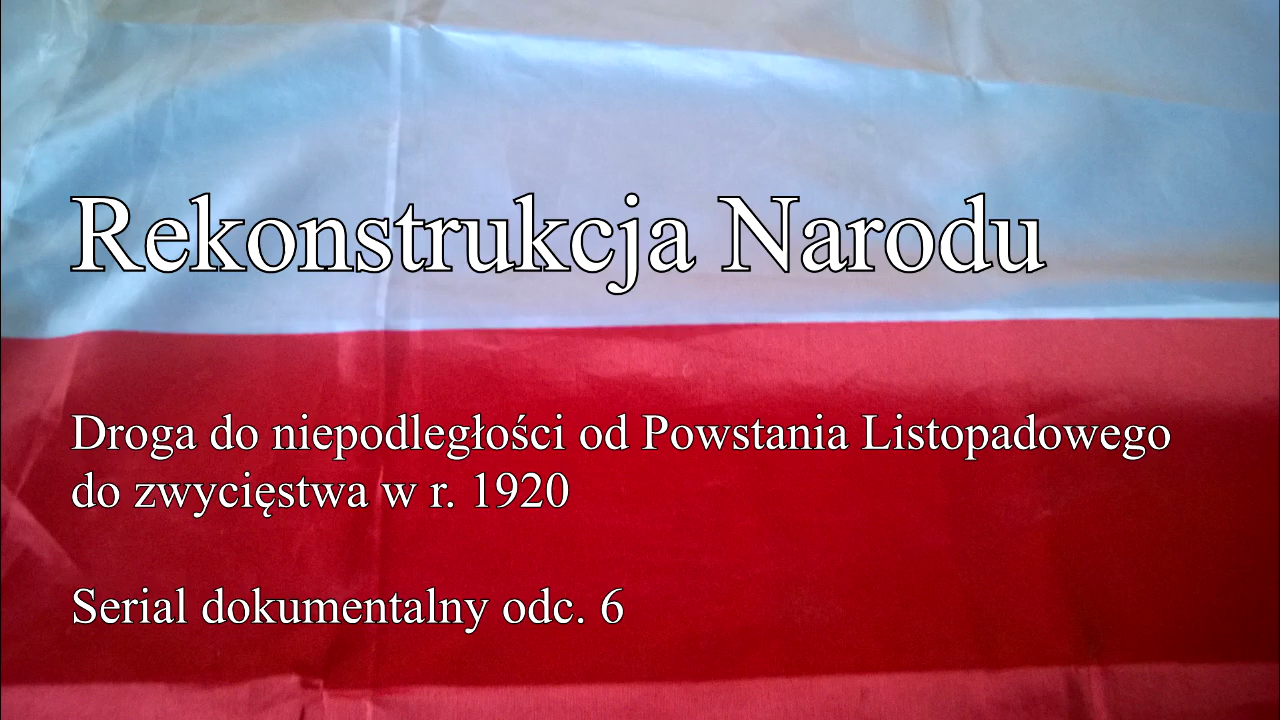 Rekonstrukcja Narodu
Droga do niepodległości od Powstania Listopadowego
do zwycięstwa w r. 1920
Serial dokumentalny odc. 6